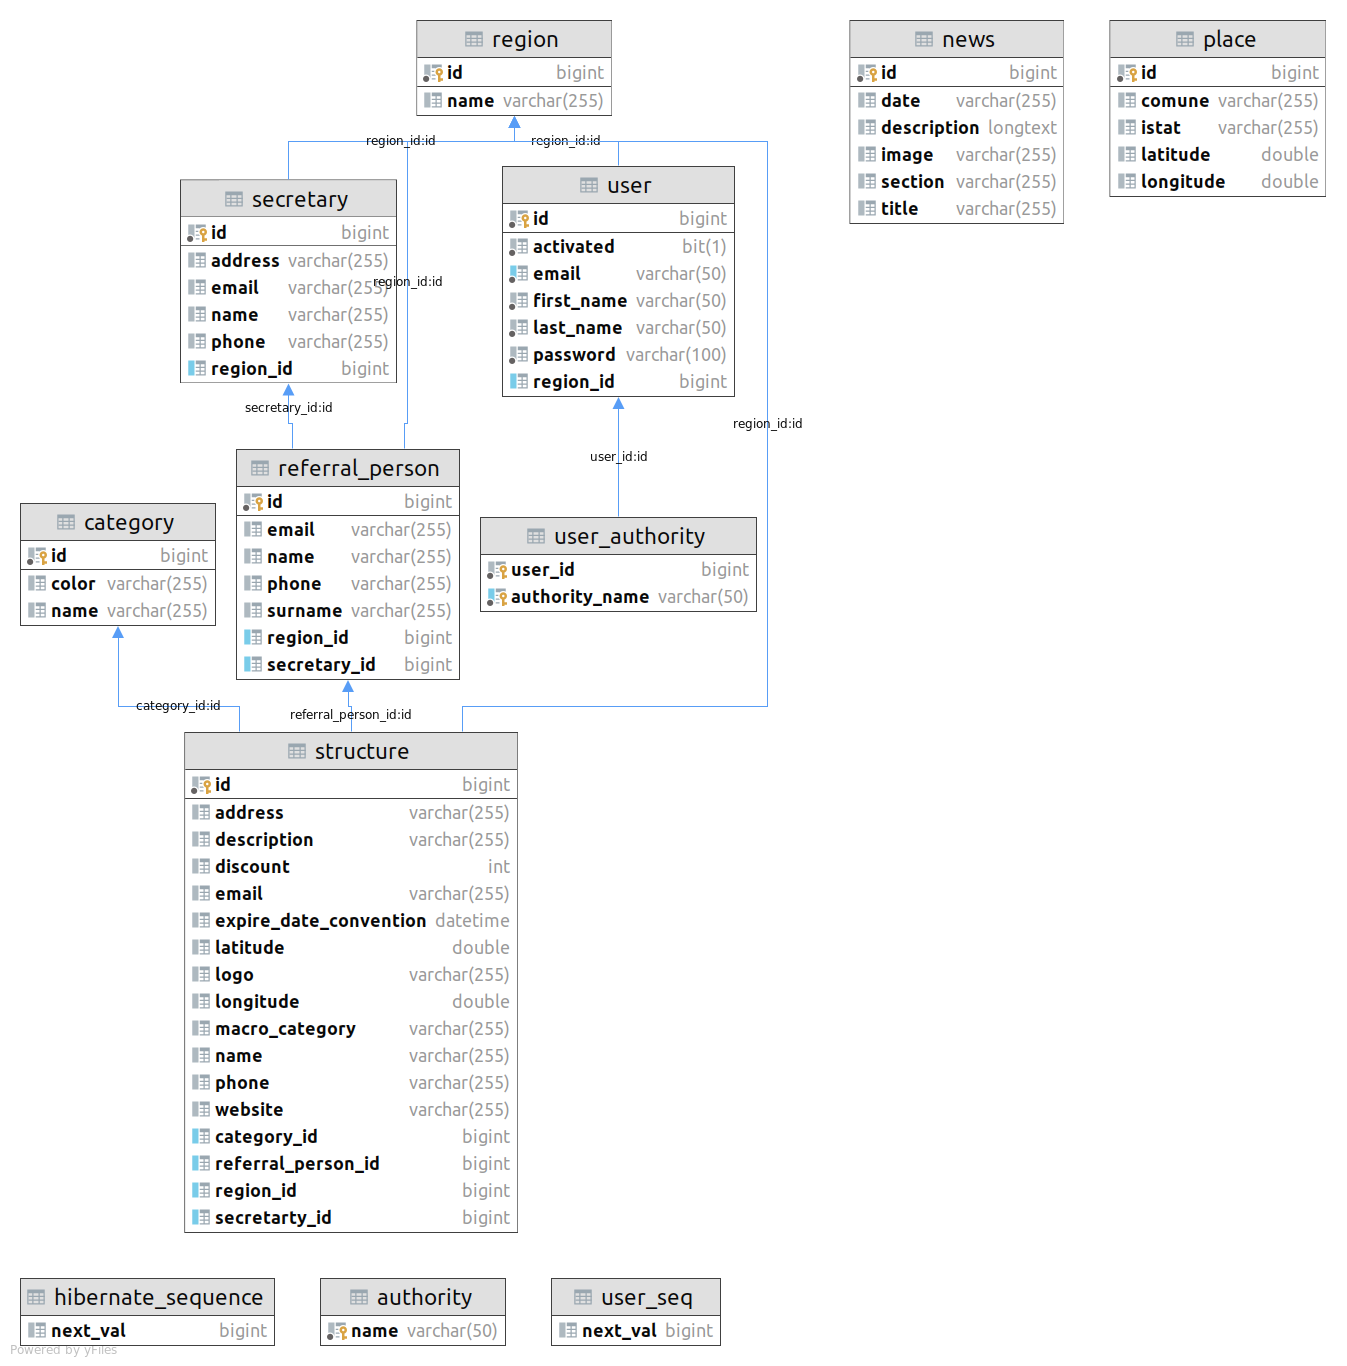 region
id bigint
name varchar(255)
news
id bigint
date varchar(255)
description longtext
image varchar(255)
section varchar(255)
title varchar(255)
place
id bigint
comune varchar(255)
istat varchar(255)
latitude double
longitude double
region_id:id
region_id:id
secretary
id bigint
address varchar(255)
email varchar(255)
name varchar(255)
phone varchar(255)
region_id bigint
region_id:id
user
id bigint
activated bit(1)
email varchar(50)
first_name varchar(50)
last_name varchar(50)
password varchar(100)
region_id bigint
secretary_id:id
region_id:id
user_id:id
referral_person
id bigint
email varchar(255)
name varchar(255)
phone varchar(255)
surname varchar(255)
region_id bigint
secretary_id bigint
category
id bigint
color varchar(255)
name varchar(255)
user_authority
user_id bigint
authority_name varchar(50)
category_id:id
referral_person_id:id
structure
id bigint
address varchar(255)
description varchar(255)
discount int
email varchar(255)
expire_date_convention datetime
latitude double
logo varchar(255)
longitude double
macro_category varchar(255)
name varchar(255)
phone varchar(255)
website varchar(255)
category_id bigint
referral_person_id bigint
region_id bigint
secretarty_id bigint
hibernate_sequence
next_val bigint
authority
name varchar(50)
user_seq
next_val bigint
Powered by yFiles